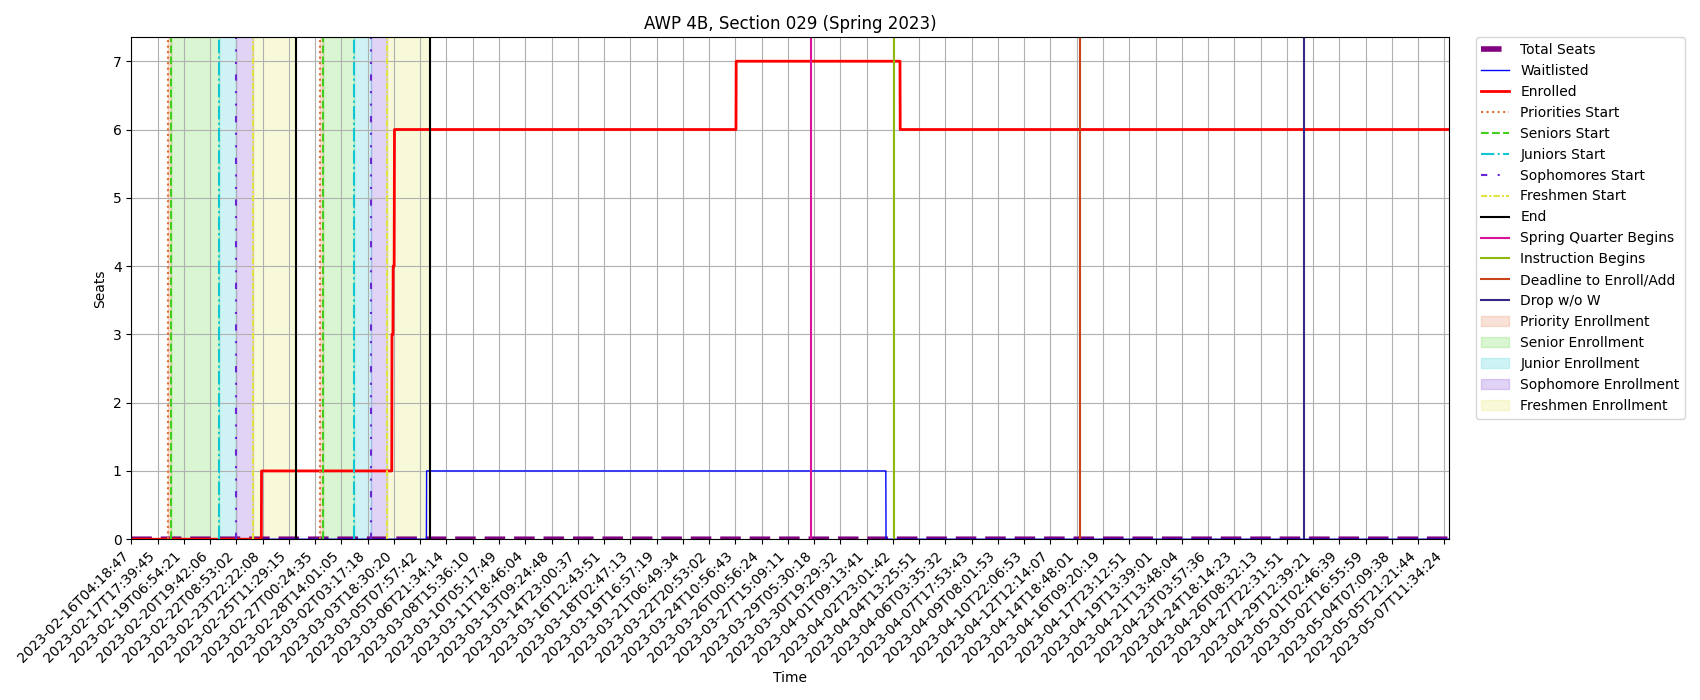 AWP 4B, Section 029 (Spring 2023)
Seats
7
6
5
4
3
2
1
0
2023-02-16T04:18:47
2023-02-17T17:39:45
2023-02-19T06:54:21
2023-02-20T19:42:06
2023-02-22T08:53:02
2023-02-23T22:22:08
2023-02-25T11:29:15
2023-02-27T00:24:35
2023-02-28T14:01:05
2023-03-02T03:17:18
2023-03-03T18:30:20
2023-03-05T07:57:42
2023-03-06T21:34:14
2023-03-08T15:36:10
2023-03-10T05:17:49
2023-03-11T18:46:04
2023-03-13T09:24:48
2023-03-14T23:00:37
2023-03-16T12:43:51
2023-03-18T02:47:13
2023-03-19T16:57:19
2023-03-21T06:49:34
2023-03-22T20:53:02
2023-03-24T10:56:43
2023-03-26T00:56:24
2023-03-27T15:09:11
2023-03-29T05:30:18
2023-03-30T19:29:32
2023-04-01T09:13:41
2023-04-02T23:01:42
2023-04-04T13:25:51
2023-04-06T03:35:32
2023-04-07T17:53:43
2023-04-09T08:01:53
2023-04-10T22:06:53
2023-04-12T12:14:07
2023-04-14T18:48:01
2023-04-16T09:20:19
2023-04-17T23:12:51
2023-04-19T13:39:01
2023-04-21T13:48:04
2023-04-23T03:57:36
2023-04-24T18:14:23
2023-04-26T08:32:13
2023-04-27T22:31:51
2023-04-29T12:39:21
2023-05-01T02:46:39
2023-05-02T16:55:59
2023-05-04T07:09:38
2023-05-05T21:21:44
2023-05-07T11:34:24
Time
Total Seats
Waitlisted
Enrolled
Priorities Start
Seniors Start
Juniors Start
Sophomores Start
Freshmen Start
End
Spring Quarter Begins
Instruction Begins
Deadline to Enroll/Add
Drop w/o W
Priority Enrollment
Senior Enrollment
Junior Enrollment
Sophomore Enrollment
Freshmen Enrollment